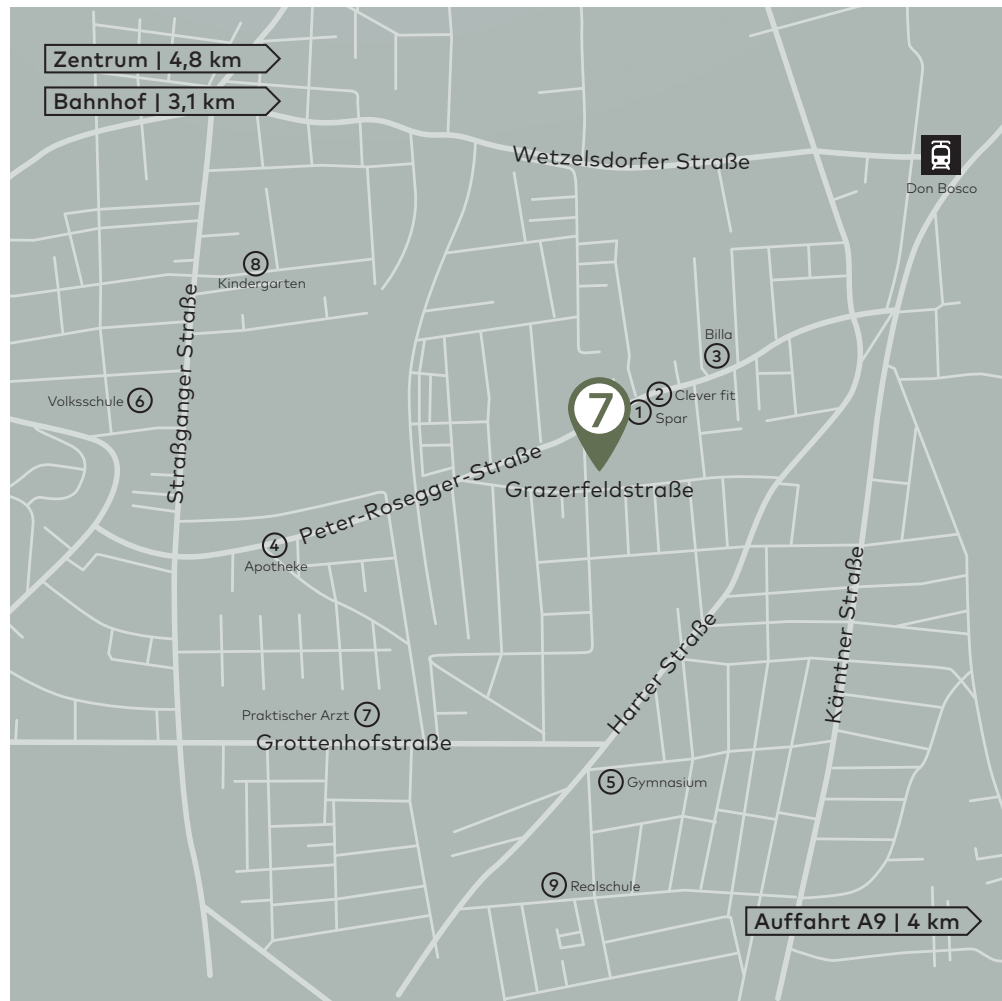 Zentrum | 4,8 km
Bahnhof | 3,1 km
Wetzelsdorfer Straße
Don Bosco
8
Kindergarten
Straßganger Straße
Billa
3
Volksschule 6
7
2 Clever fit
1 Spar
Peter-Rosegger-Straße
Grazerfeldstraße
4
Apotheke
Kärntner Straße
Harter Straße
Praktischer Arzt 7
Grottenhofstraße
5 Gymnasium
9 Realschule
Auffahrt A9 | 4 km